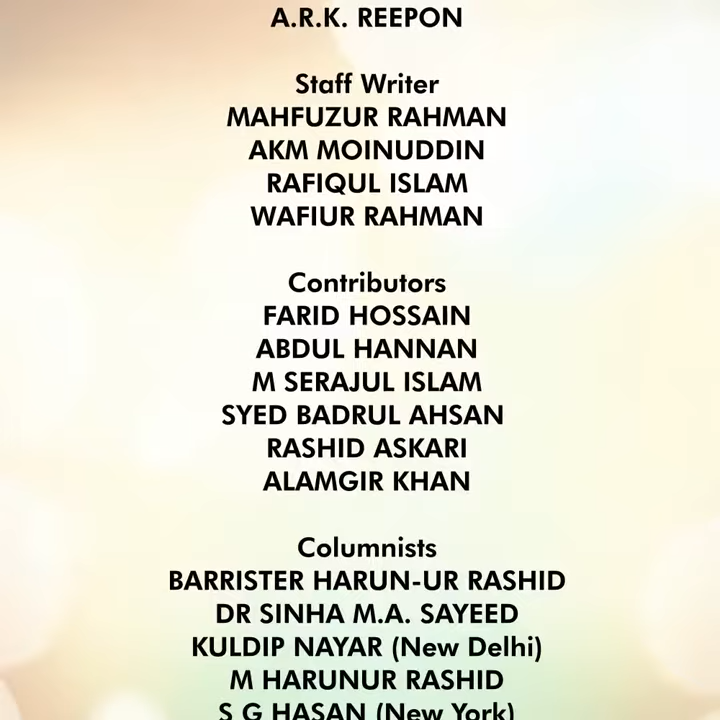 A.R.K. REEPON
Staff Writer
MAHFUZUR RAHMAN
AKM MOINUDDIN
RAFIQUL ISLAM
WAFIUR RAHMAN
Contributors
FARID HOSSAIN
ABDUL HANNAN
M SERAJUL ISLAM
SYED BADRUL AHSAN
RASHID ASKARI
ALAMGIR KHAN
Columnists
BARRISTER HARUN-UR RASHID
DR SINHA M.A. SAYEED
KULDIP NAYAR (New Delhi)
M HARUNUR RASHID
S G HASAN (New York)